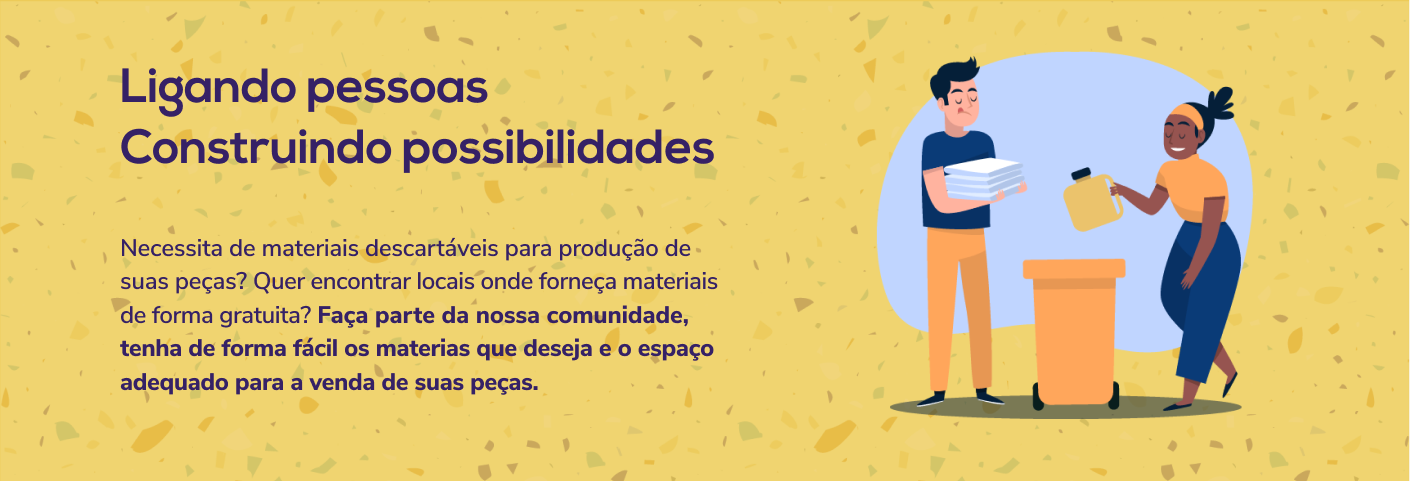 Ligando pessoas
Construindo possibilidades
Necessita de materiais descartáveis para produção de
suas peças? Quer encontrar locais onde forneça materiais
de forma gratuita? Faça parte da nossa comunidade,
tenha de forma fácil os materias que deseja e o espaço
adequado para a venda de suas peças.